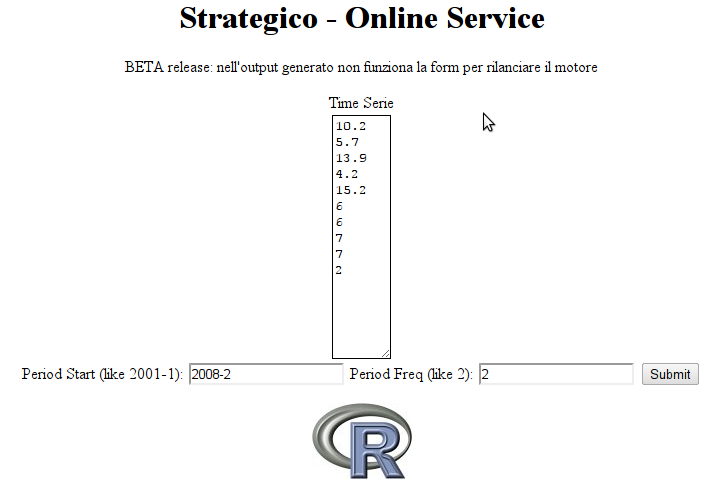 Strategico - Online Service
BETA release: nell'output generato non funziona la form per rilanciare il motore
Time Serie
10.2
5.7
13.9
4.2
15.2
6
6
7
7
2
Period Start (like 2001-1): 2008-2 Period Freq (like 2): 2 Submit
R